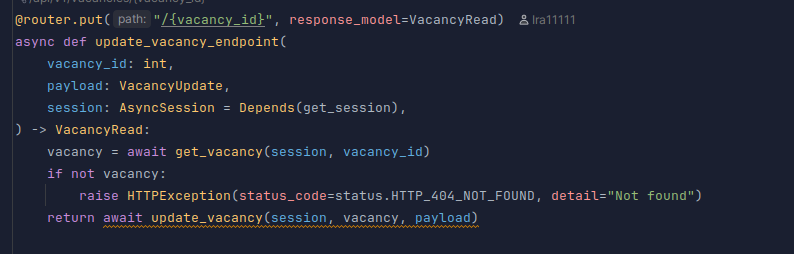 @router.put( path: "/{vacancy_id}", response_model=VacancyRead) lra11111
async def update_vacancy_endpoint(
    vacancy_id: int,
    payload: VacancyUpdate,
    session: AsyncSession = Depends(get_session),
) -> VacancyRead:
    vacancy = await get_vacancy(session, vacancy_id)
    if not vacancy:
        raise HTTPException(status_code=status.HTTP_404_NOT_FOUND, detail="Not found")
    return await update_vacancy(session, vacancy, payload)